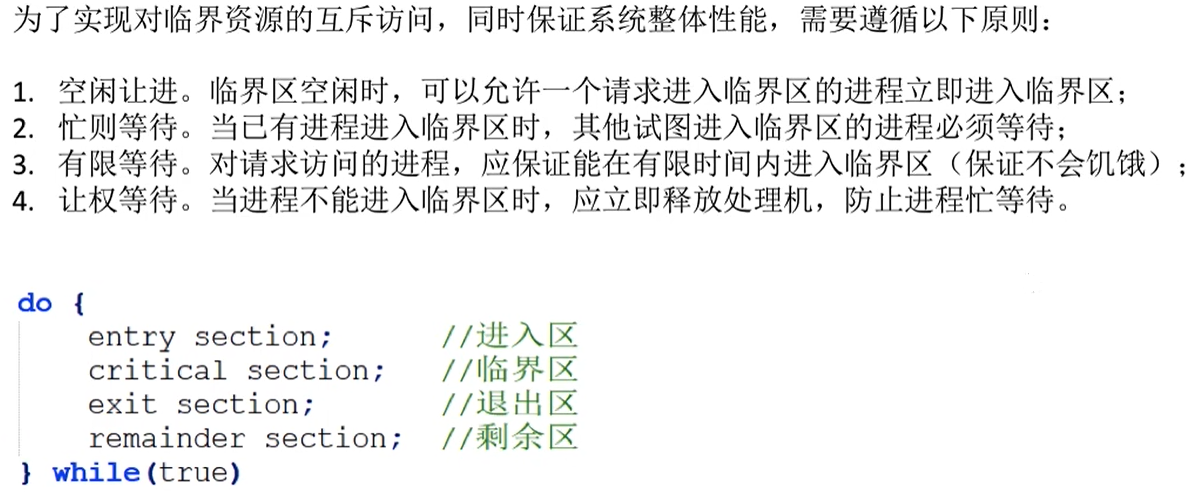 为了实现对临界资源的互斥访问，同时保证系统整体性能，需要遵循以下原则：
1. 空闲让进。临界区空闲时，可以允许一个请求进入临界区的进程立即进入临界区；
2. 忙则等待。当已有进程进入临界区时，其他试图进入临界区的进程必须等待；
3. 有限等待。对请求访问的进程，应保证能在有限时间内进入临界区（保证不会饥饿）；
4. 让权等待。当进程不能进入临界区时，应立即释放处理机，防止进程忙等待。
do {
entry section; //进入区
critical section; //临界区
exit section; //退出区
remainder section; //剩余区
} while(true)